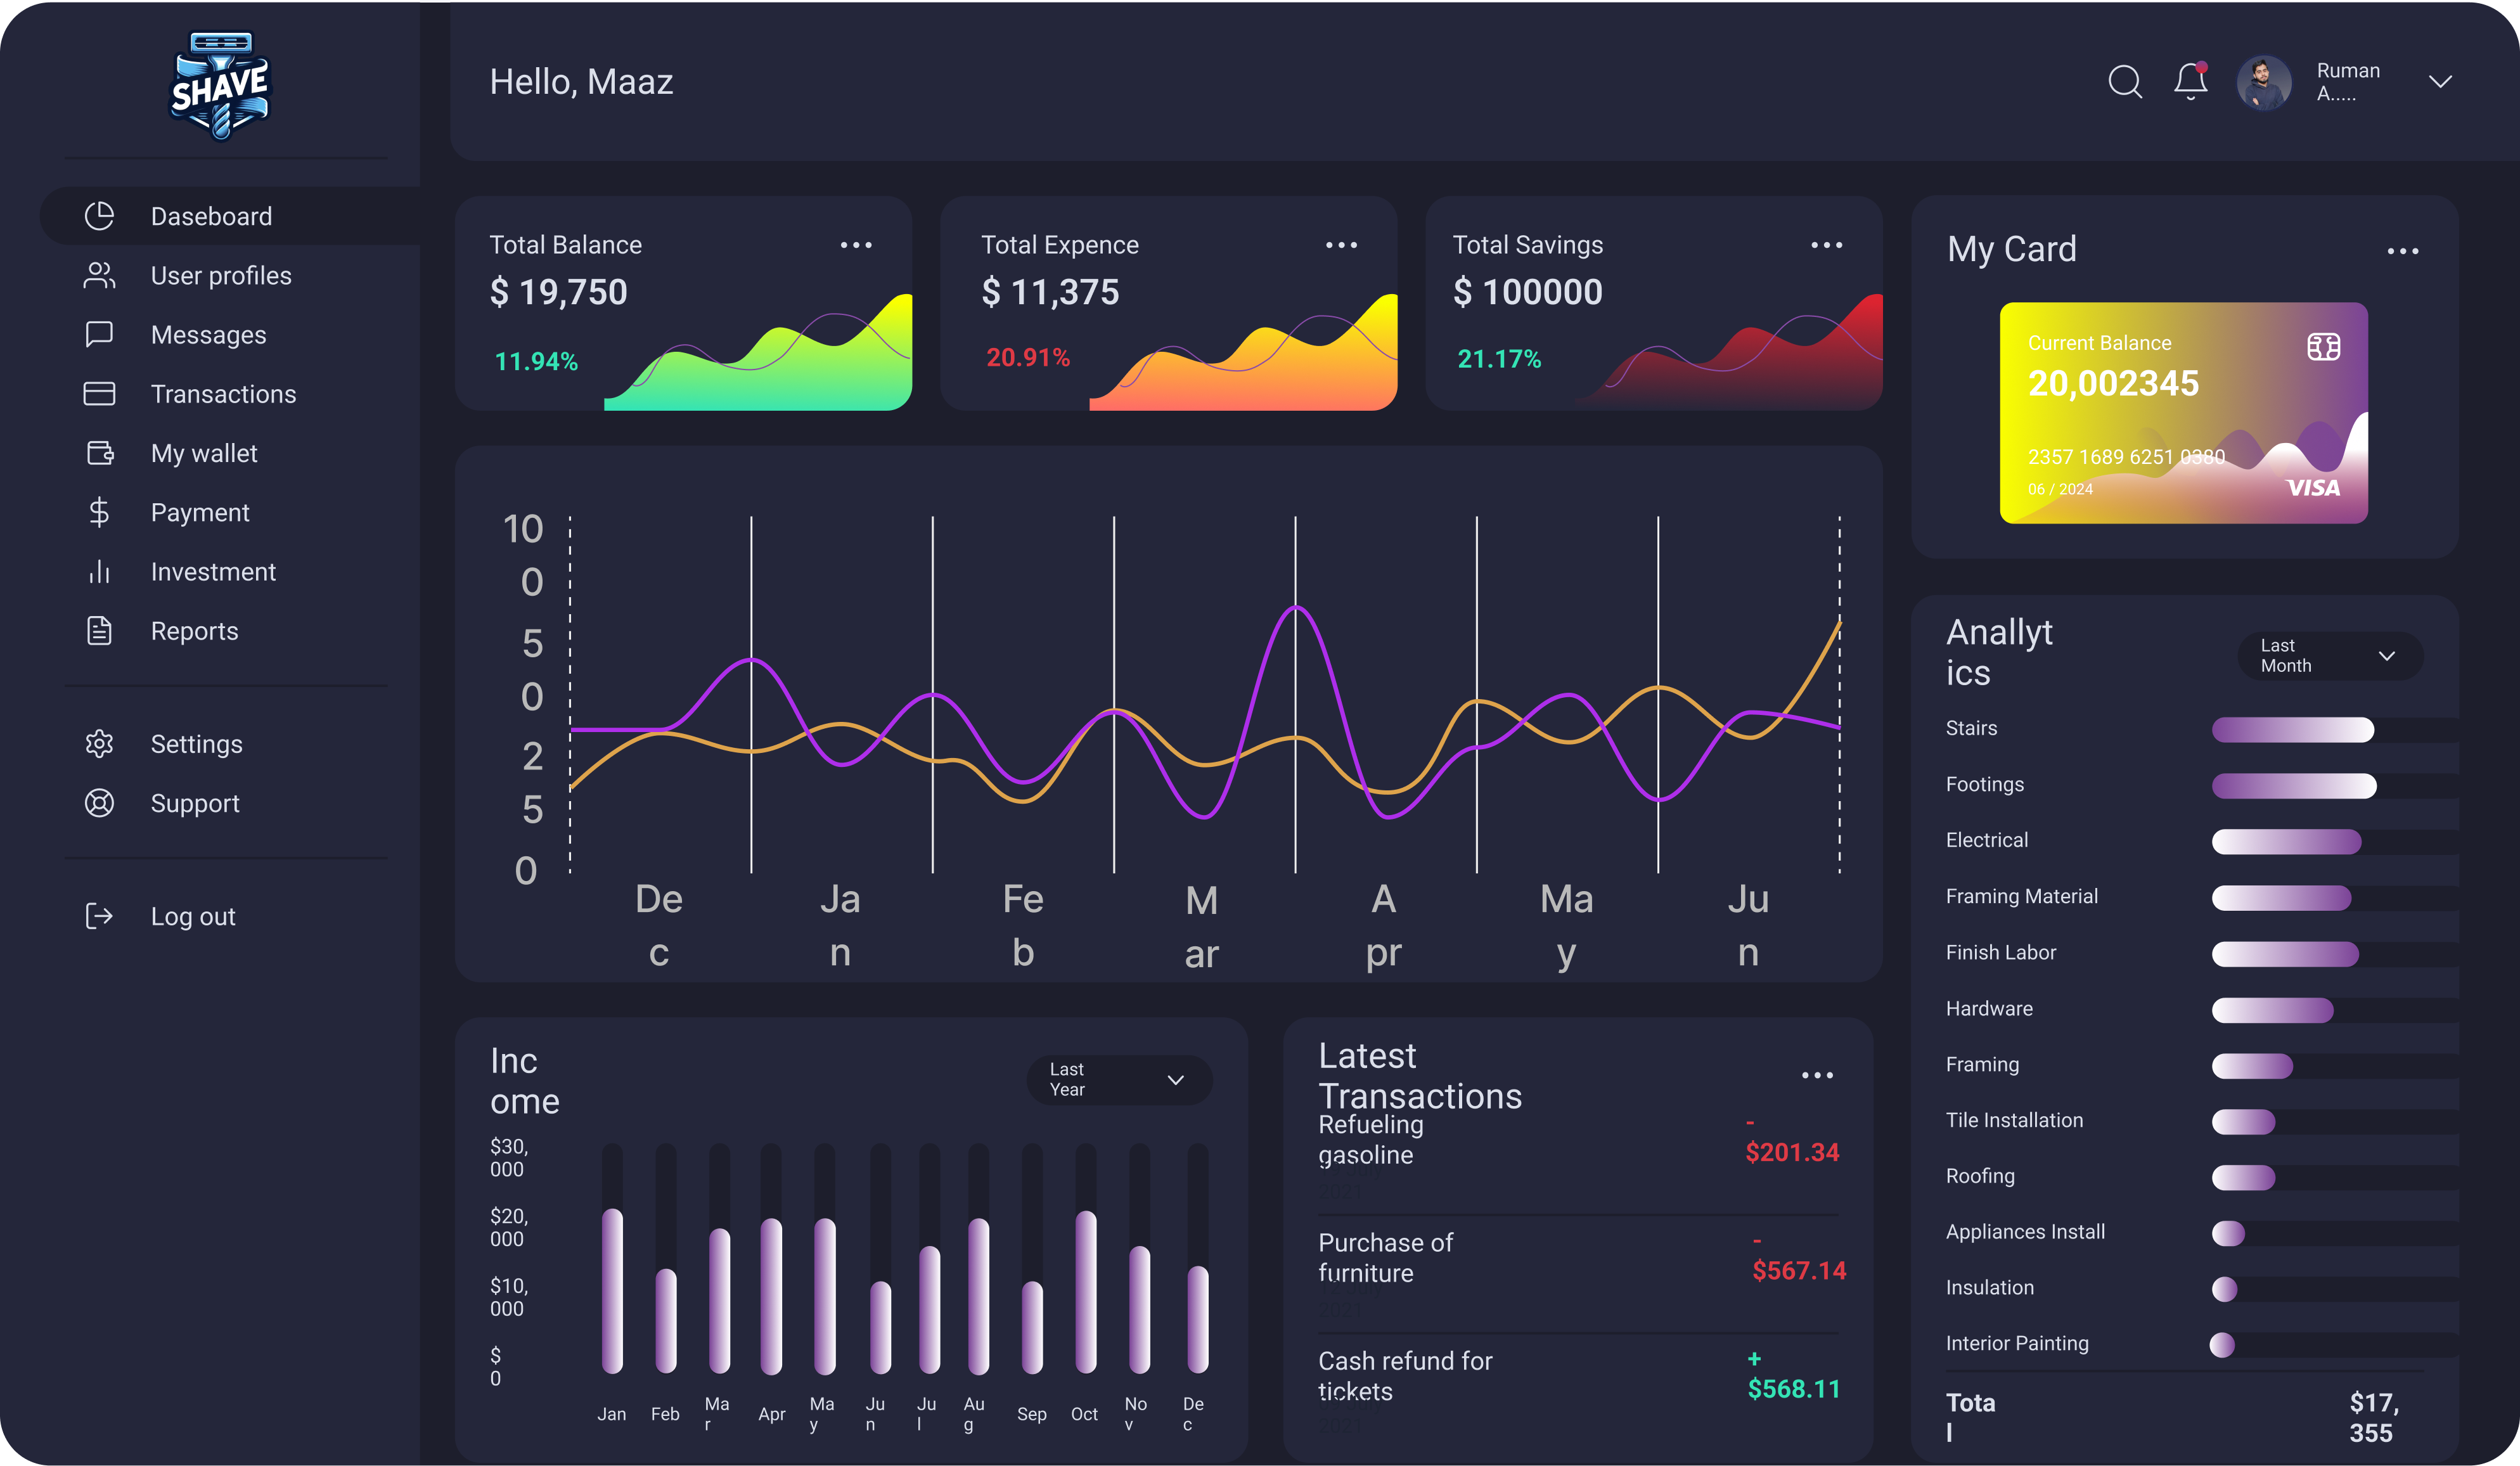 SHAVE
Daseboard
User profiles
Messages
Transactions
My wallet
Payment
Investment
Reports
Settings
Support
Log out
Hello, Maaz
Ruman
A.....
Total Balance
$ 19,750
11.94%
Total Expence
$ 11,375
20.91%
Total Savings
$ 100000
21.17%
My Card
Current Balance
20,002345
2357 1689 6251 0380
06 / 2024
VISA
10
0
5
0
2
5
0
De
c
Ja
n
Fe
b
M
ar
A
pr
Ma
y
Ju
n
Anallyt
ics
Last
Month
Stairs
Footings
Electrical
Framing Material
Finish Labor
Hardware
Framing
Tile Installation
Roofing
Appliances Install
Insulation
Interior Painting
Tota
l
$17,
355
Inc
ome
Last
Year
$30,
000
$20,
000
$10,
000
$
0
Jan
Feb
Ma
r
Apr
Ma
y
Ju
n
Ju
l
Au
g
Sep
Oct
No
v
De
c
Latest
Transactions
Refueling
gasoline
2021
-
$201.34
Purchase of
furniture
2021
-
$567.14
Cash refund for
tickets
2021
+
$568.11